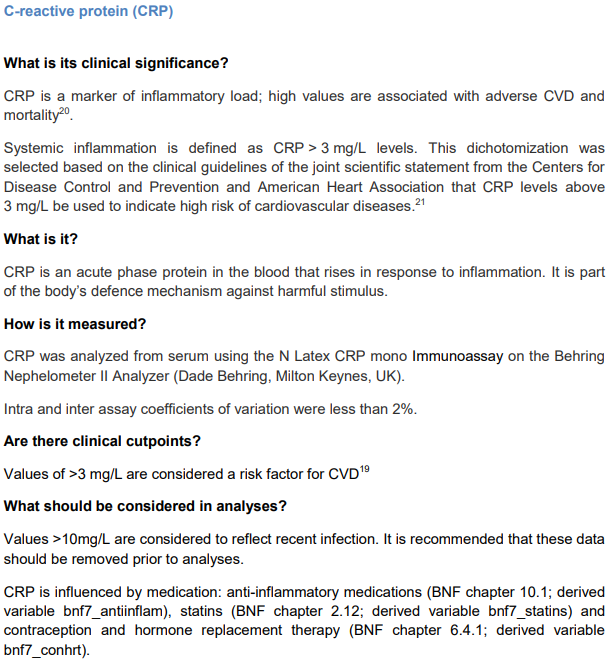 C-reactive protein (CRP)
What is its clinical significance?
CRP is a marker of inflammatory load; high values are associated with adverse CVD and
mortality20.
Systemic inflammation is defined as CRP > 3 mg/L levels. This dichotomization was
selected based on the clinical guidelines of the joint scientific statement from the Centers for
Disease Control and Prevention and American Heart Association that CRP levels above
3 mg/L be used to indicate high risk of cardiovascular diseases.21
What is it?
CRP is an acute phase protein in the blood that rises in response to inflammation. It is part
of the body's defence mechanism against harmful stimulus.
How is it measured?
CRP was analyzed from serum using the N Latex CRP mono Immunoassay on the Behring
Nephelometer II Analyzer (Dade Behring, Milton Keynes, UK).
Intra and inter assay coefficients of variation were less than 2%.
Are there clinical cutpoints?
Values of >3 mg/L are considered a risk factor for CVD19
What should be considered in analyses?
Values >10mg/L are considered to reflect recent infection. It is recommended that these data
should be removed prior to analyses.
CRP is influenced by medication: anti-inflammatory medications (BNF chapter 10.1; derived
variable bnf7_antiinflam), statins (BNF chapter 2.12; derived variable bnf7_statins) and
contraception and hormone replacement therapy (BNF chapter 6.4.1; derived variable
bnf7_conhrt).